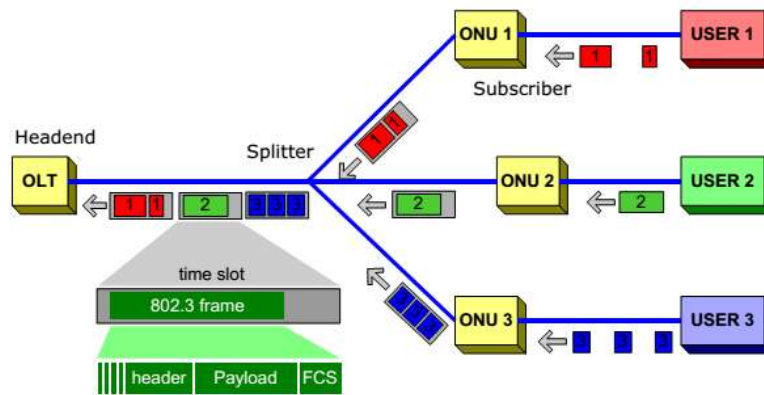 ONU 1
USER 1
1
1
Subscriber
1
1
Headend
Splitter
OLT
ONU 2
USER 2
1
1
2
3
3
3
2
2
time slot
802.3 frame
3
3
3
ONU 3
USER 3
3
3
3
header
Payload
FCS